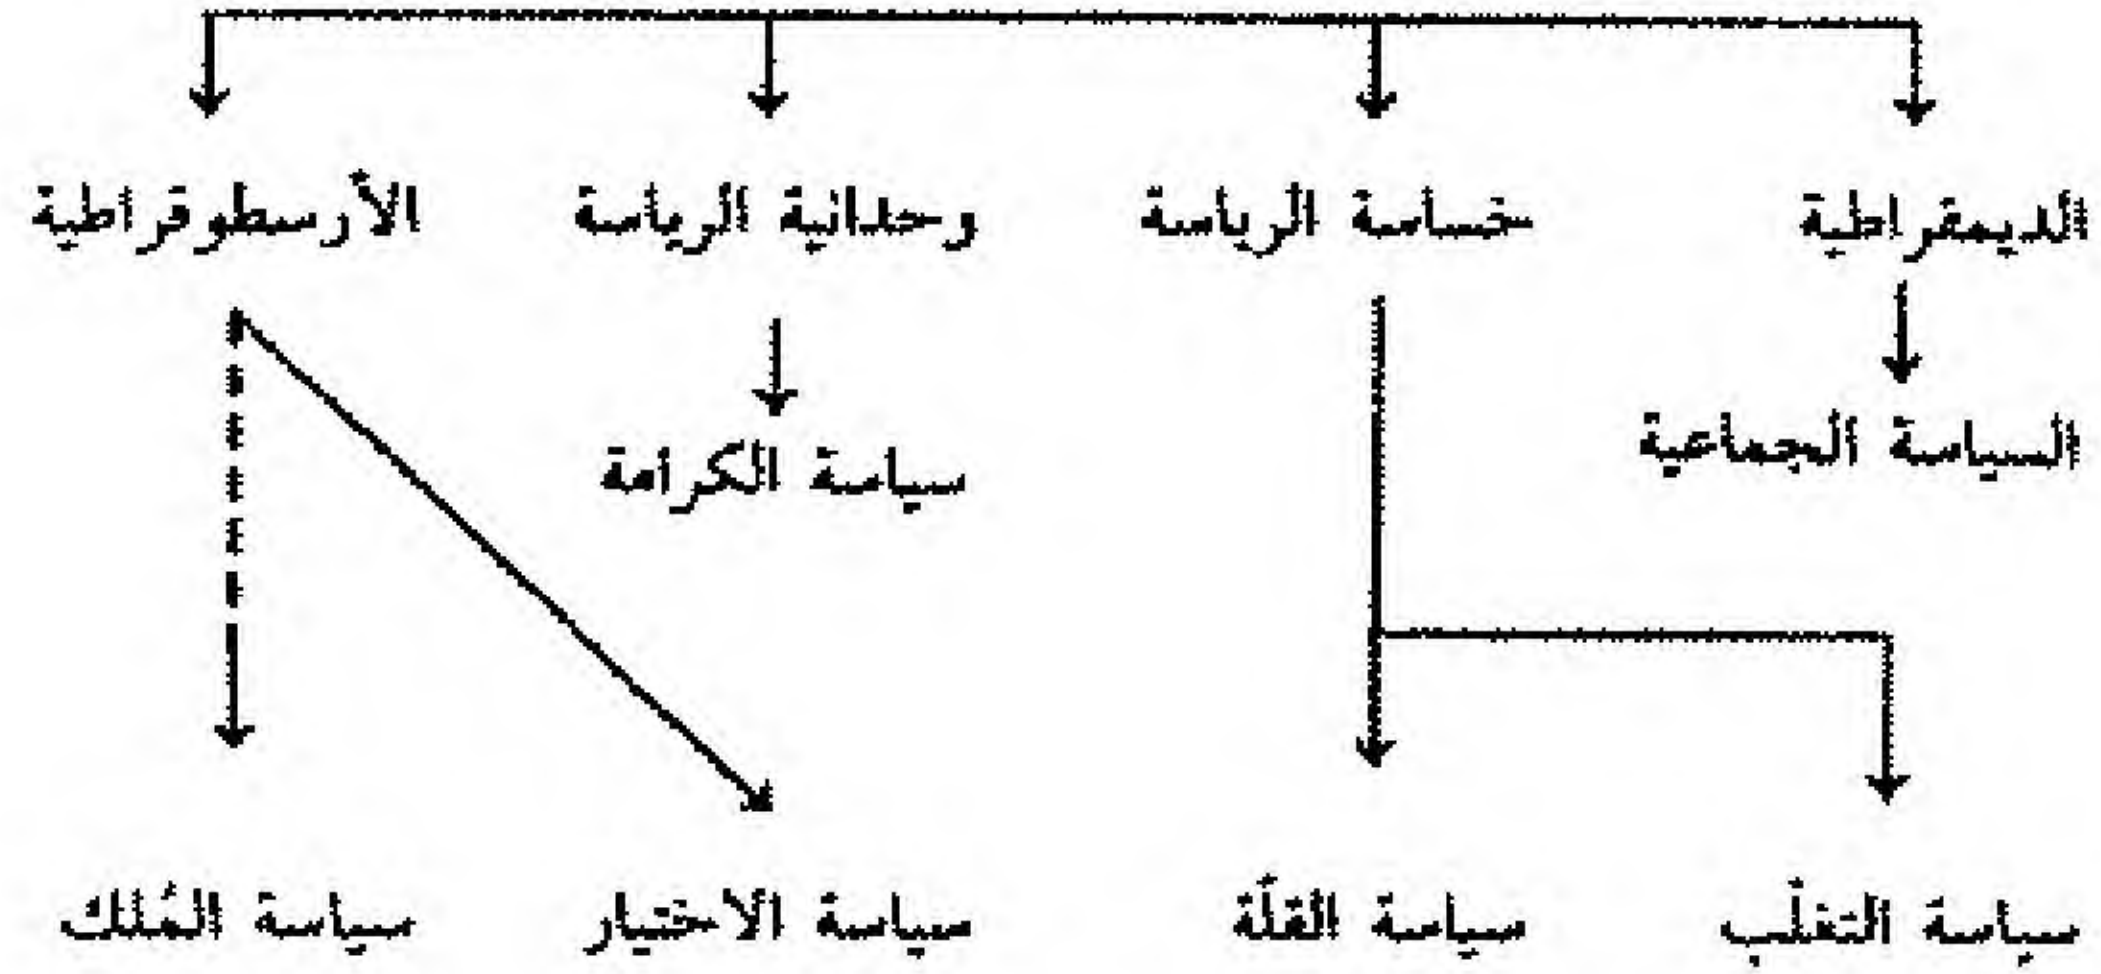 الديمقراطية
خساسة الرياسة
وحدانية الرياسة
الأرسطوقراطية
السياسة الجماعية
سياسة الكرامة
سياسة التغلّب
سياسة القلّة
سياسة الاختيار
سياسة المُلك